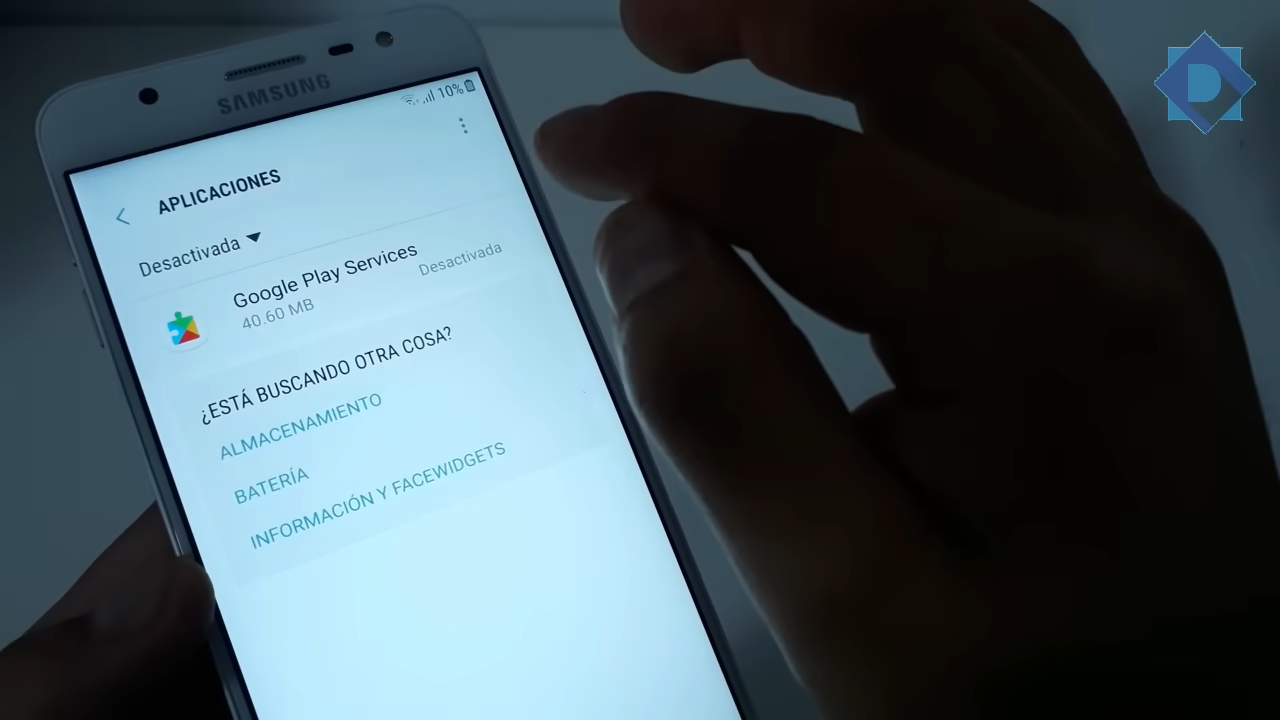 SAMSUNG
10%
APLICACIONES
Desactivada
Google Play Services
40.60 MB
Desactivada
¿ESTÁ BUSCANDO OTRA COSA?
ALMACENAMIENTO
BATERÍA
INFORMACIÓN Y FACEWIDGETS
D